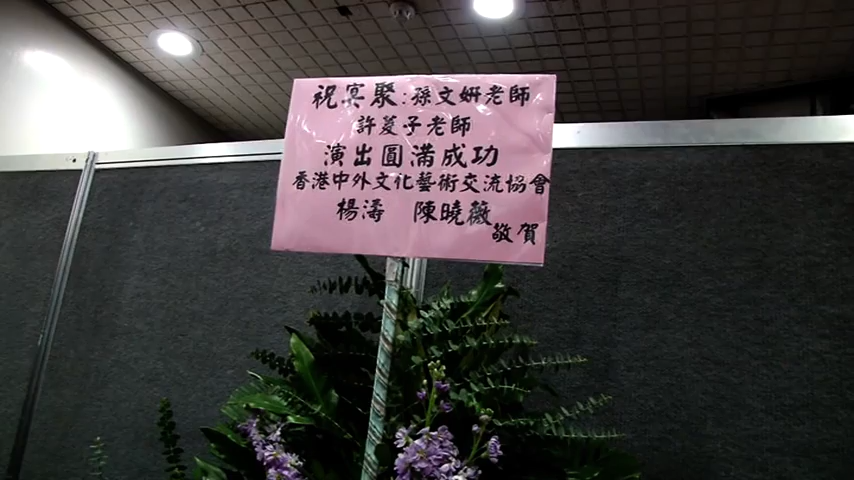 祝宴聚:孫文妍老師
許菱子老師
演出圓滿成功
香港中外文化藝術交流協會
楊濤 陳曉薇
敬賀